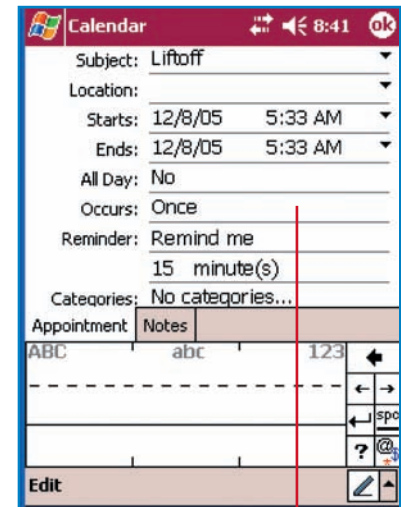 Calendar 8:41 ok
Subject: Liftoff
Location:
Starts: 12/8/05 5:33 AM
Ends: 12/8/05 5:33 AM
All Day: No
Occurs: Once
Reminder: Remind me
15 minute(s)
Categories: No categories...
Appointment Notes
ABC abc 123
spc
? @ * $
Edit